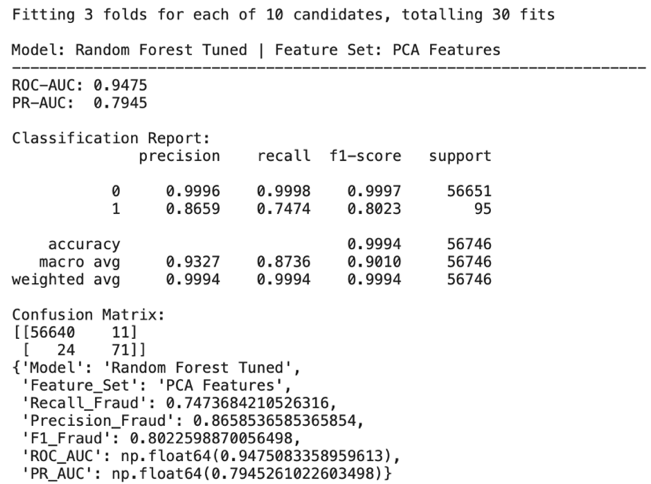 Fitting 3 folds for each of 10 candidates, totalling 30 fits
Model: Random Forest Tuned | Feature Set: PCA Features
----------------------------------------------------------------------
ROC-AUC: 0.9475
PR-AUC:  0.7945
Classification Report:
              precision    recall  f1-score   support
           0     0.9996    0.9998    0.9997     56651
           1     0.8659    0.7474    0.8023        95
    accuracy                         0.9994     56746
   macro avg     0.9327    0.8736    0.9010     56746
weighted avg     0.9994    0.9994    0.9994     56746
Confusion Matrix:
[[56640    11]
 [   24    71]]
{'Model': 'Random Forest Tuned',
 'Feature_Set': 'PCA Features',
 'Recall_Fraud': 0.7473684210526316,
 'Precision_Fraud': 0.8658536585365854,
 'F1_Fraud': 0.8022598870056498,
 'ROC_AUC': np.float64(0.9475083358959613),
 'PR_AUC': np.float64(0.7945261022603498)}